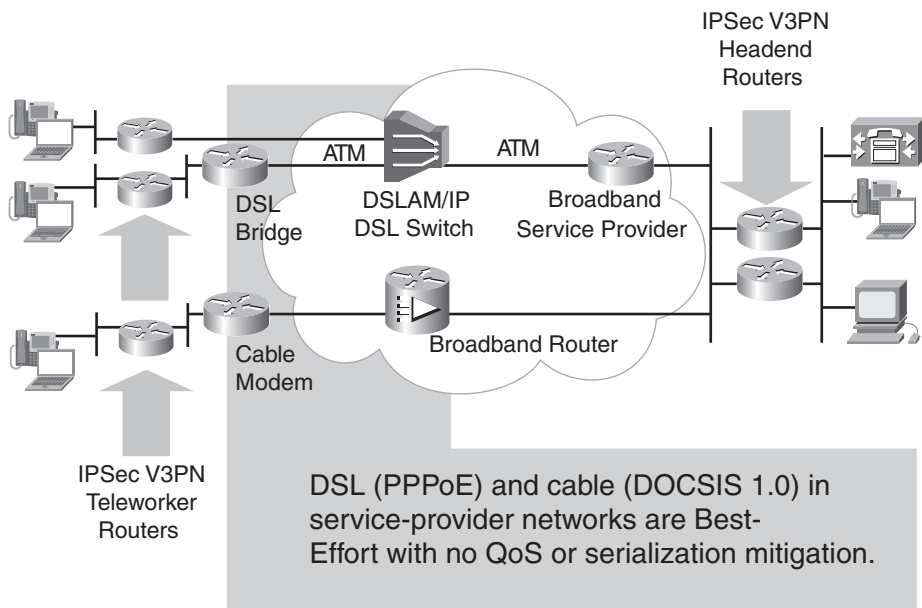 IPSec V3PN
Headend
Routers
ATM
ATM
DSL
Bridge
DSLAM/IP
DSL Switch
Broadband
Service Provider
Cable
Modem
Broadband Router
IPSec V3PN
Teleworker
Routers
DSL (PPPoE) and cable (DOCSIS 1.0) in
service-provider networks are Best-
Effort with no QoS or serialization mitigation.